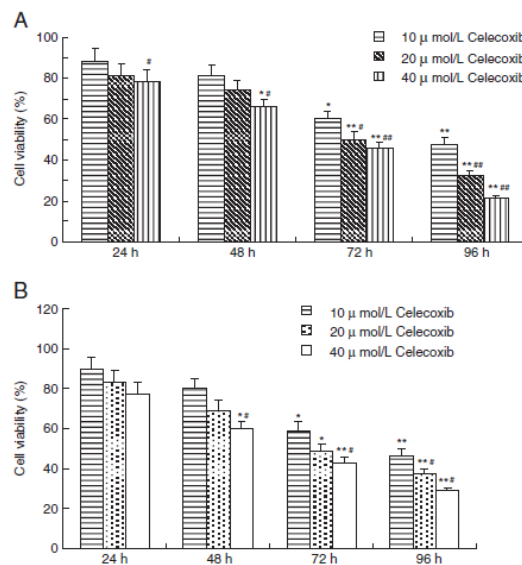 A
10 μ mol/L Celecoxib
20 μ mol/L Celecoxib
40 μ mol/L Celecoxib
Cell viability (%)
100
80
60
40
20
0
#
* #
*
** #
** ##
**
** ##
** ##
24 h
48 h
72 h
96 h
B
10 μ mol/L Celecoxib
20 μ mol/L Celecoxib
40 μ mol/L Celecoxib
Cell viability (%)
120
100
80
60
40
20
0
* #
*
*
** #
**
** #
** #
24 h
48 h
72 h
96 h